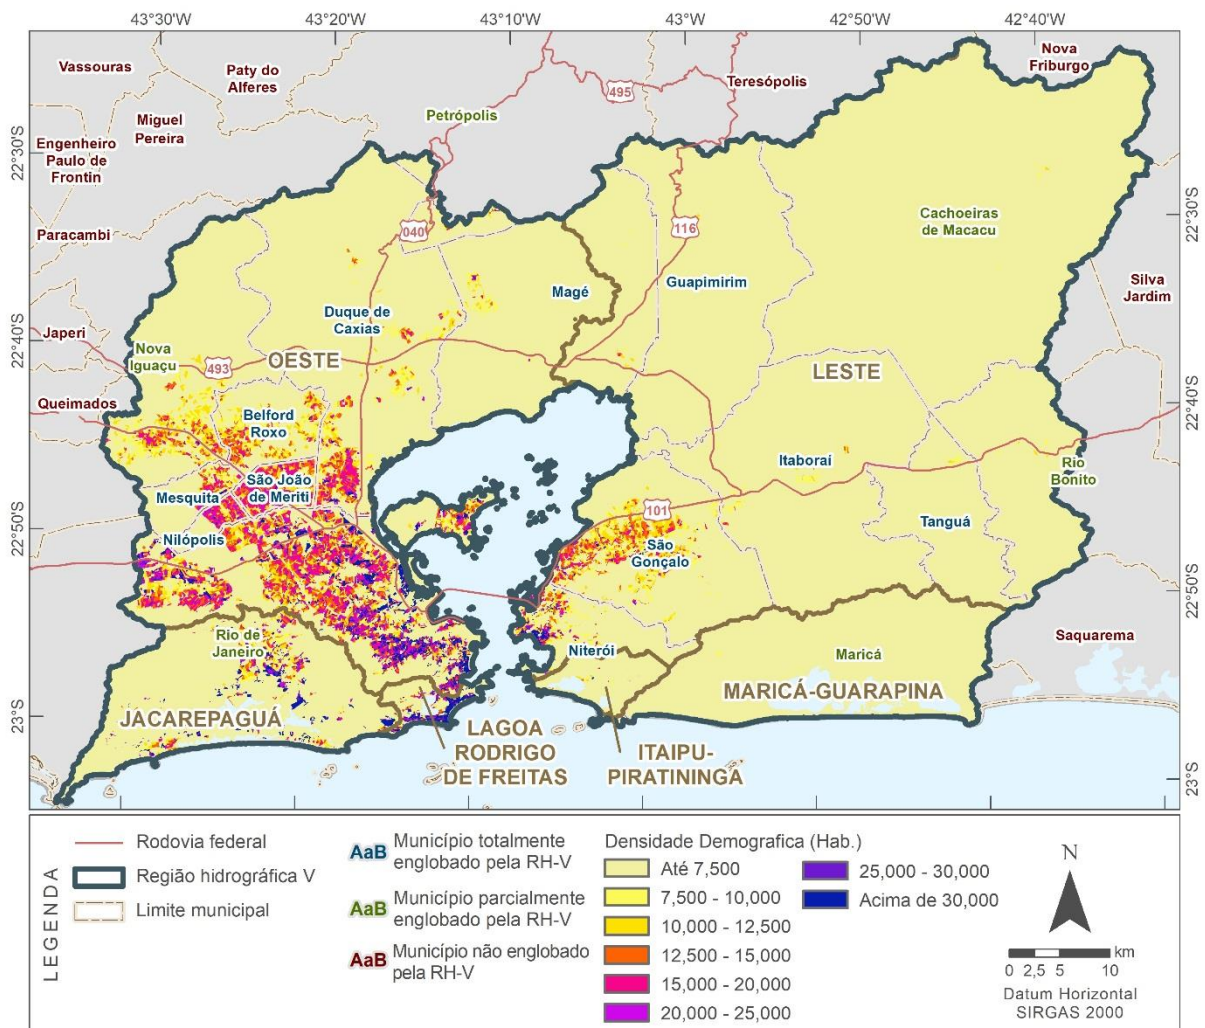 43°30'W 43°20'W 43°10'W 43°W 42°50'W 42°40'W
Vassouras
Paty do
Alferes
Nova
Friburgo
Teresópolis
495
Petrópolis
Miguel
Pereira
Engenheiro
Paulo de
Frontin
22°30'S
22°30'S
Paracambi
Cachoeiras
de Macacu
040
116
Magé
Guapimirim
Silva
Jardim
Duque de
Caxias
22°40'S
Japeri
Nova
Iguaçu
OESTE
493
LESTE
Queimados
22°40'S
Belford
Roxo
Itaboraí
Rio
Bonito
São João
de Meriti
Mesquita
101
Tanguá
22°50'S
Nilópolis
São
Gonçalo
22°50'S
Rio de
Janeiro
Niterói
Maricá
Saquarema
MARICÁ-GUARAPINA
23°S
JACAREPAGUÁ
LAGOA
RODRIGO
DE FREITAS
ITAIPU-
PIRATININGA
23°S
LEGENDA
Rodovia federal
Região hidrográfica V
Limite municipal
AaB Município totalmente
englobado pela RH-V
AaB Município parcialmente
englobado pela RH-V
AaB Município não englobado
pela RH-V
Densidade Demografica (Hab.)
Até 7,500
7,500 - 10,000
10,000 - 12,500
12,500 - 15,000
15,000 - 20,000
20,000 - 25,000
25,000 - 30,000
Acima de 30,000
N
km
0 2,5 5 10
Datum Horizontal
SIRGAS 2000